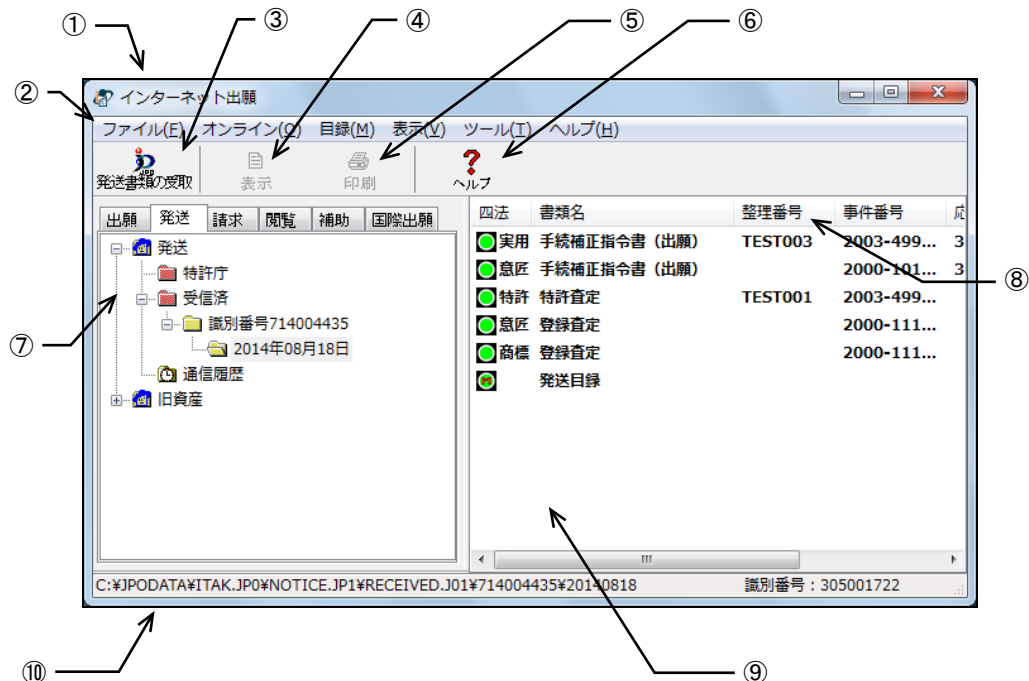 ① ③ ④ ⑤ ⑥
②
インターネット出願
ファイル(F) オンライン(O) 目録(M) 表示(V) ツール(T) ヘルプ(H)
発送書類の受取 表示 印刷 ヘルプ
出願 発送 請求 閲覧 補助 国際出願
発送
特許庁
受信済
識別番号714004435
2014年08月18日
通信履歴
旧資産
⑦
四法 書類名 整理番号 事件番号 応
実用 手続補正指令書（出願） TEST003 2003-499... 3
意匠 手続補正指令書（出願） 2000-101... 3
特許 特許査定 TEST001 2003-499...
意匠 登録査定 2000-111...
商標 登録査定 2000-111...
発送目録
⑧
C:¥JPODATA¥ITAK.JP0¥NOTICE.JP1¥RECEIVED.J01¥714004435¥20140818 識別番号：305001722
⑩ ⑨